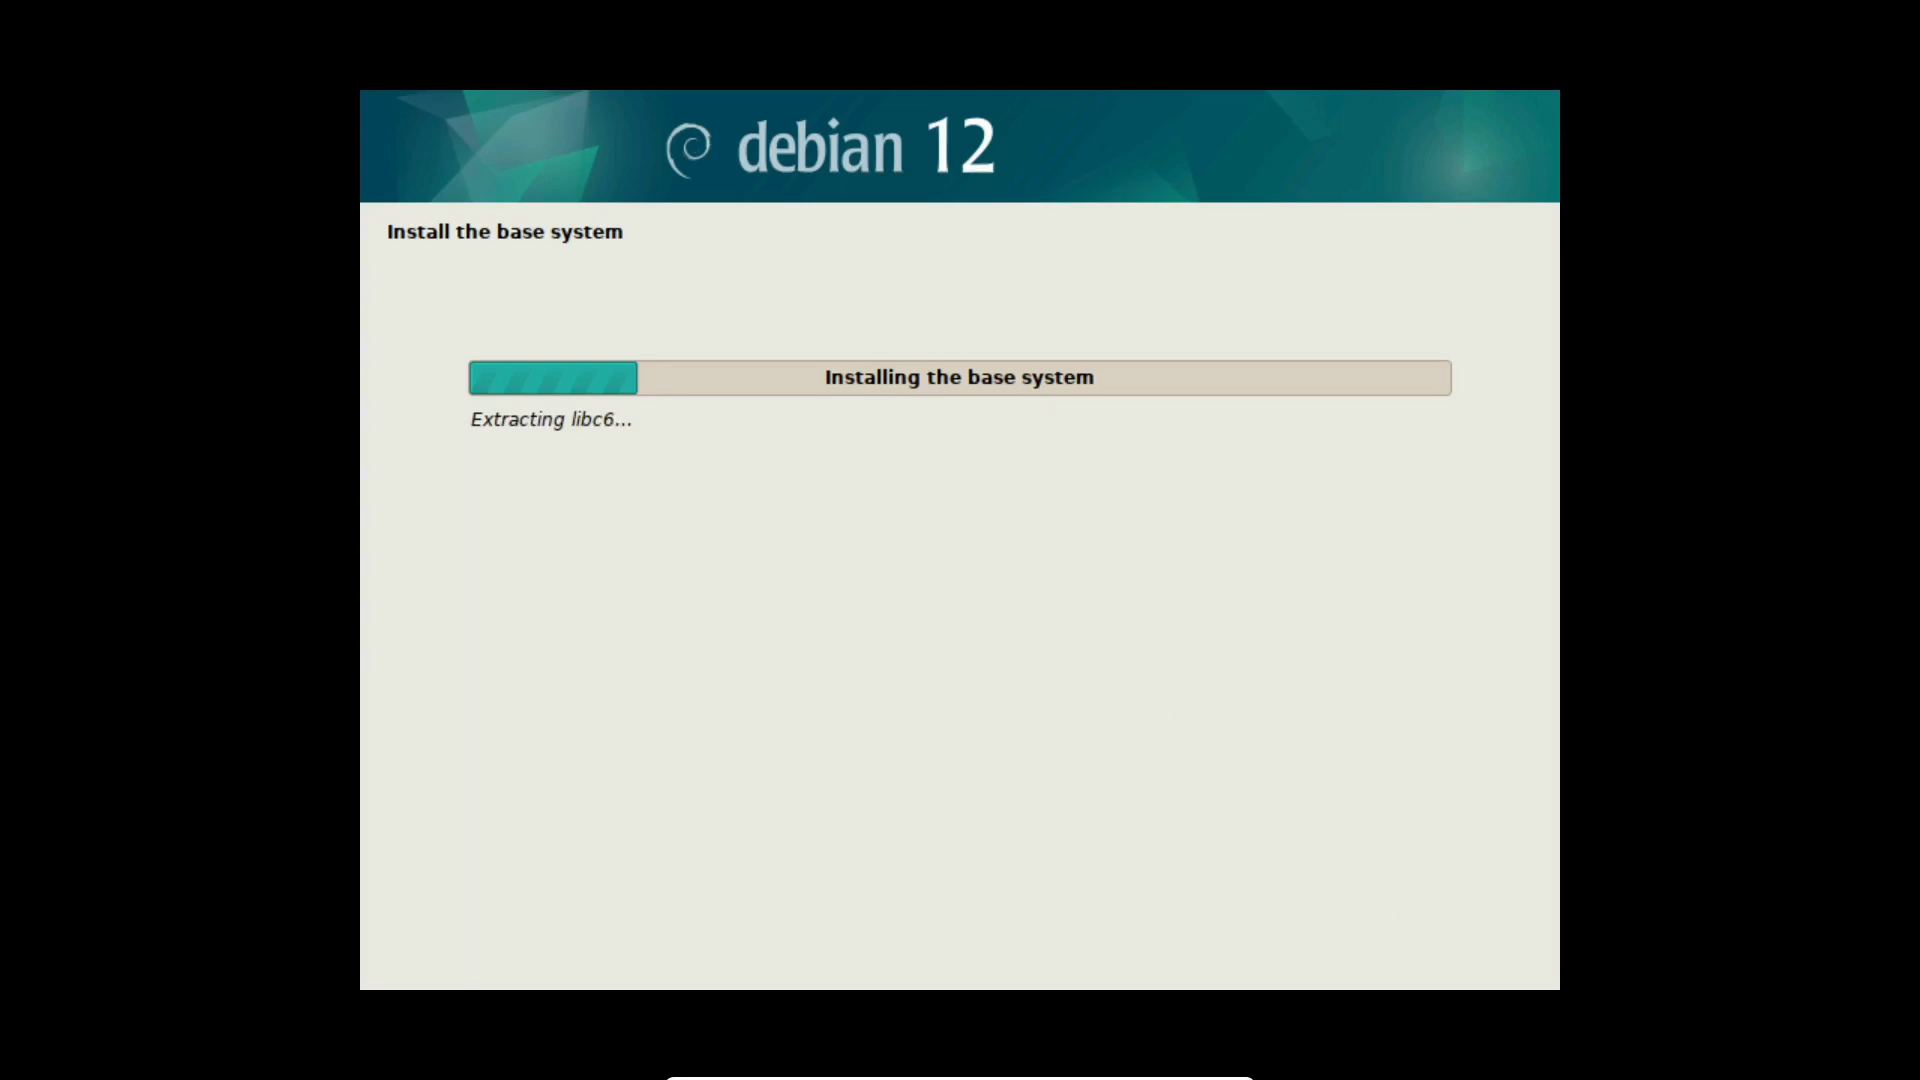 debian 12
Install the base system
Installing the base system
Extracting libc6...